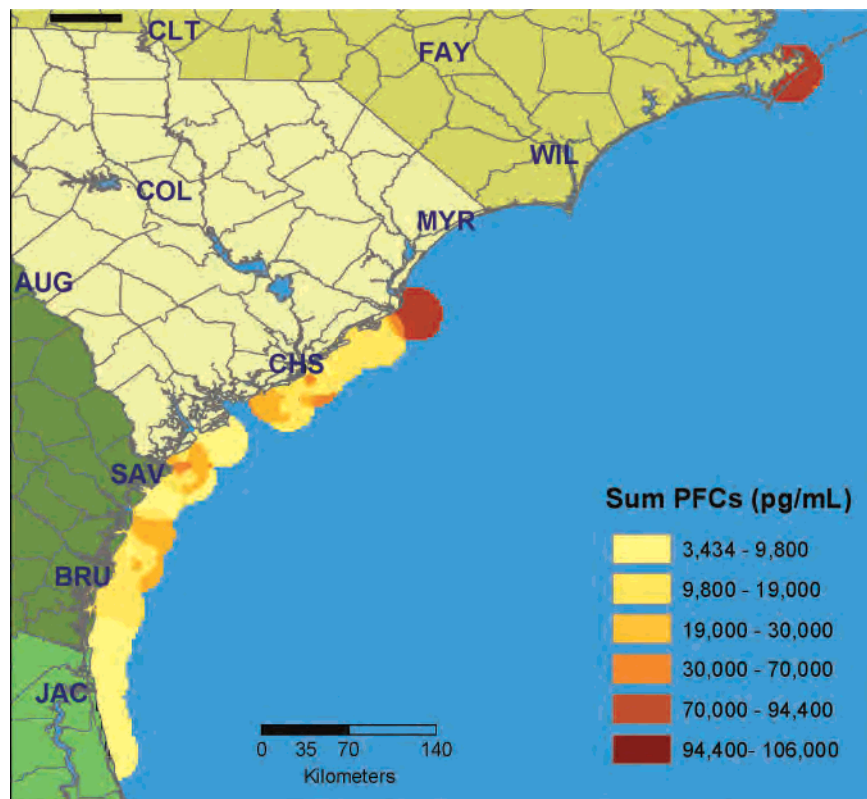 CLT
FAY
WIL
COL
MYR
AUG
CHS
SAV
BRU
JAC
Sum PFCs (pg/mL)
3,434 - 9,800
9,800 - 19,000
19,000 - 30,000
30,000 - 70,000
70,000 - 94,400
94,400- 106,000
0 35 70 140
Kilometers